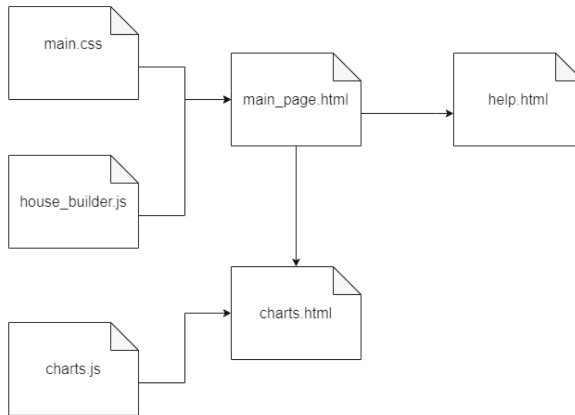 main.css
main_page.html
help.html
house_builder.js
charts.html
charts.js